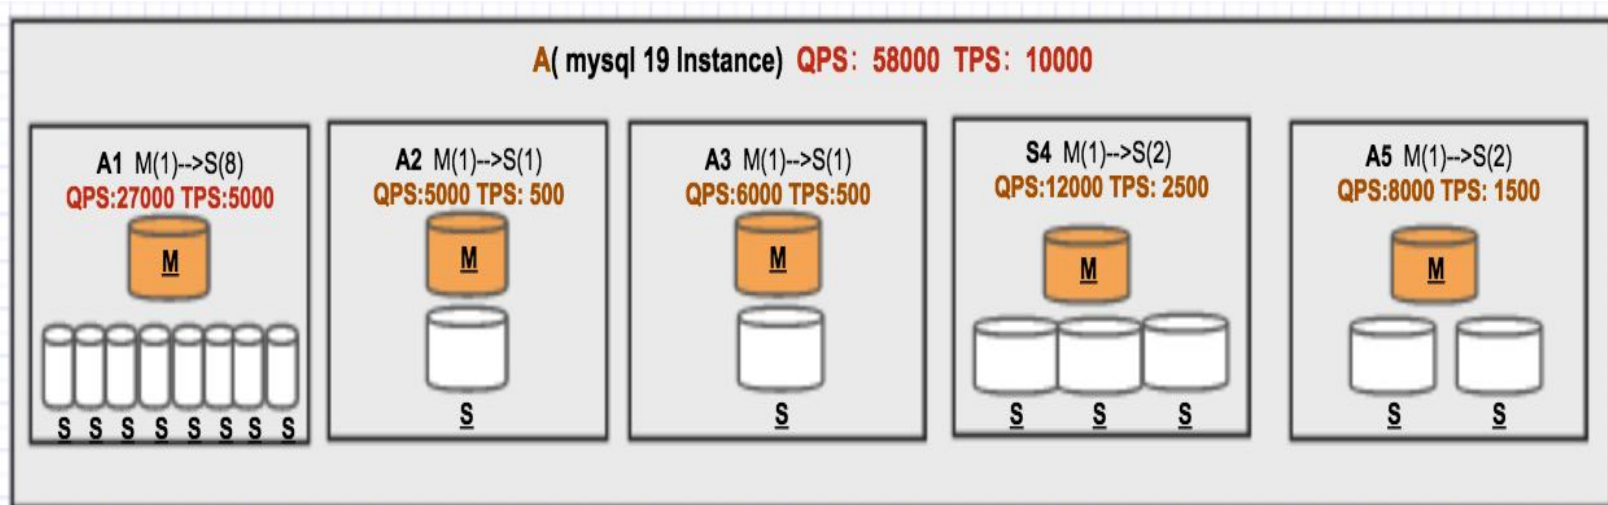 A( mysql 19 Instance) QPS: 58000 TPS: 10000
A1 M(1)-->S(8)
QPS:27000 TPS:5000
M
S S S S S S S S
A2 M(1)-->S(1)
QPS:5000 TPS: 500
M
S
A3 M(1)-->S(1)
QPS:6000 TPS:500
M
S
S4 M(1)-->S(2)
QPS:12000 TPS: 2500
M
S S S
A5 M(1)-->S(2)
QPS:8000 TPS: 1500
M
S S